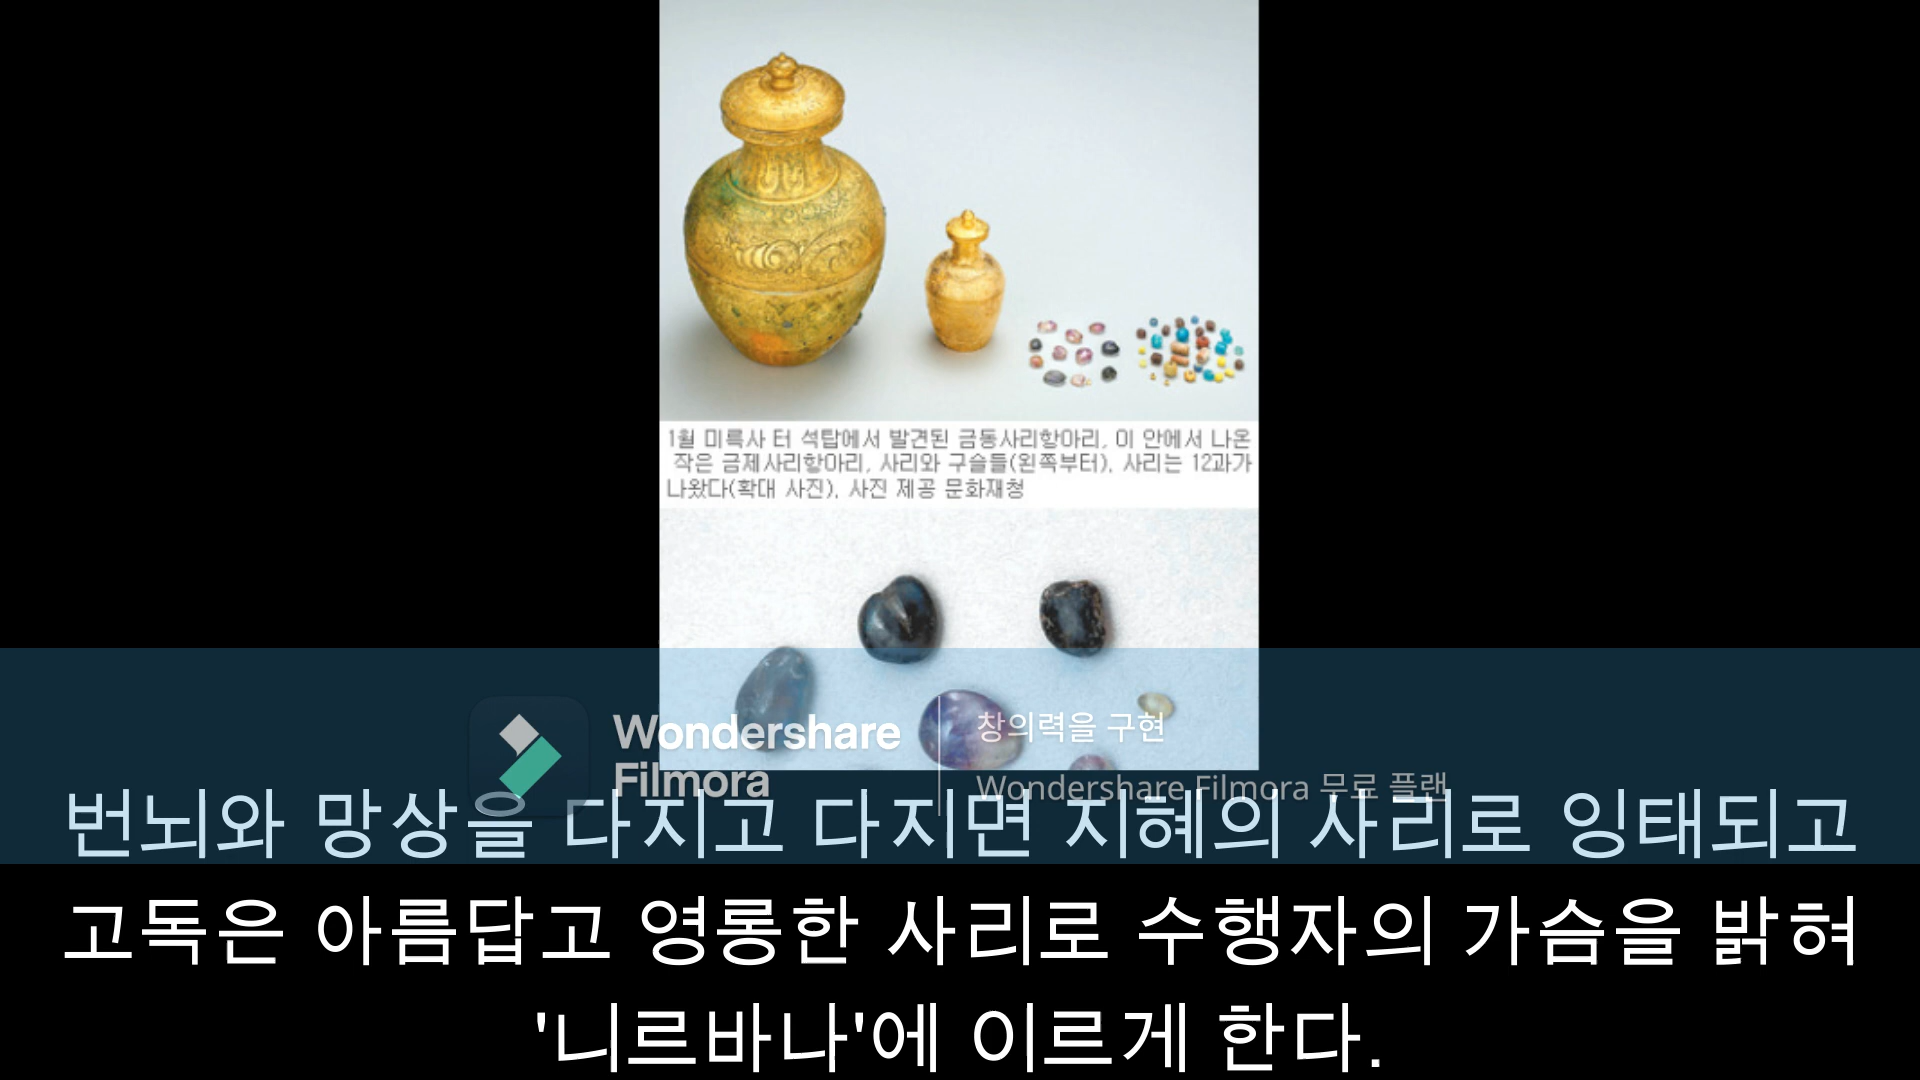 1월 미륵사 터 석탑에서 발견된 금동사리항아리, 이 안에서 나온
작은 금제사리항아리, 사리와 구슬들(왼쪽부터), 사리는 12과가
나왔다(확대 사진), 사진 제공 문화재청
Wondershare
Filmora
창의력을 구현
Wondershare Filmora 무료 플랜
번뇌와 망상을 다지고 다지면 지혜의 사리로 잉태되고
고독은 아름답고 영롱한 사리로 수행자의 가슴을 밝혀
'니르바나'에 이르게 한다.